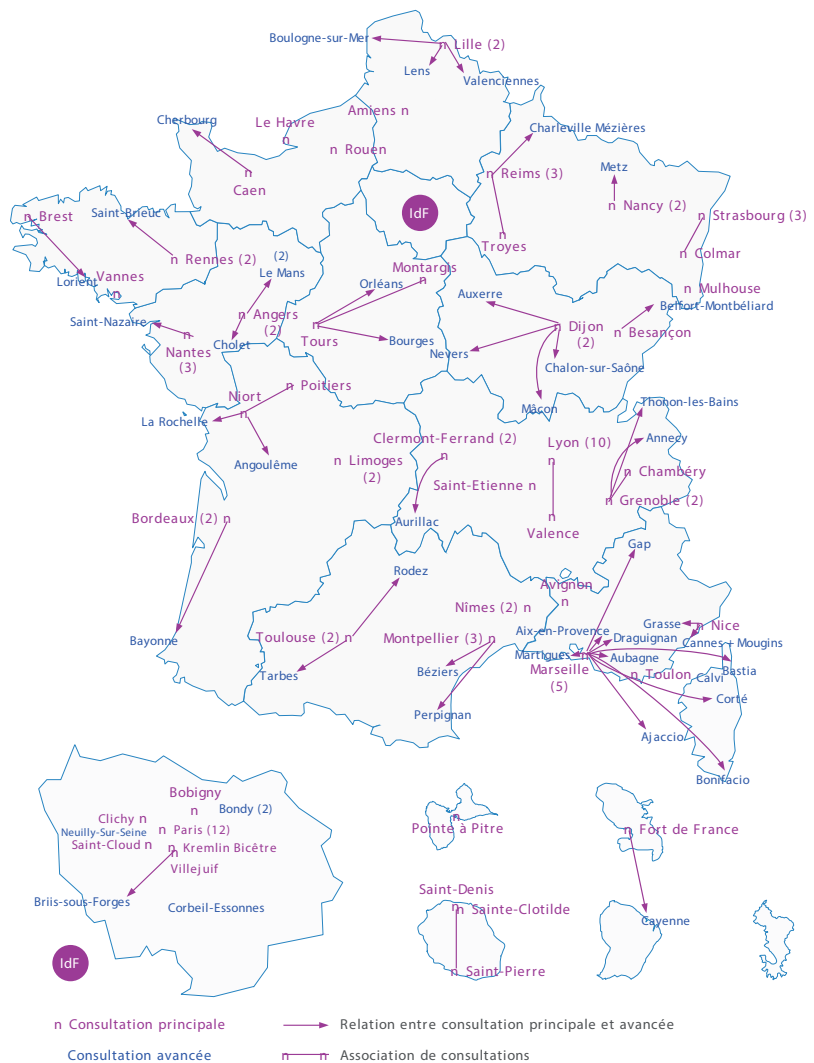 Boulogne-sur-Mer
n Lille (2)
Lens
Valenciennes
Amiens n
Cherbourg
Le Havre
n
n Rouen
Charleville Mézières
Caen
n Reims (3)
Metz
n Nancy (2)
Strasbourg (3)
n Brest
Saint-Brieuc
IdF
Troyes
n Colmar
n Rennes (2)
(2)
Le Mans
Montargis
Lorient
Vannes
n
Orléans
Auxerre
n Mulhouse
Belfort-Montbéliard
Saint-Nazaire
n Angers
(2)
n Dijon
(2)
n Besançon
Nantes
(3)
Cholet
Tours
Bourges
Nevers
Chalon-sur-Saône
Niort
n Poitiers
Mâcon
Thonon-les-Bains
La Rochelle
Clermont-Ferrand (2)
Lyon (10)
Annecy
Angoulême
n Limoges
(2)
n Chambéry
Saint-Etienne n
n Grenoble (2)
Bordeaux (2) n
Aurillac
Valence
Gap
Rodez
Avignon
n
Nîmes (2) n
Bayonne
Toulouse (2) n
Montpellier (3) n
Aix-en-Provence
Draguignan
Grasse
n Nice
Cannes + Mougins
Martigues
Aubagne
Tarbes
Béziers
Marseille
(5)
n Toulon
Calvi
Bastia
Corté
Perpignan
Ajaccio
Bonifacio
Bobigny
n
Bondy (2)
Clichy n
Neuilly-Sur-Seine
n Paris (12)
Saint-Cloud n
n Kremlin Bicêtre
n
Villejuif
Briis-sous-Forges
Corbeil-Essonnes
IdF
n
Pointe à Pitre
n Fort de France
Saint-Denis
n
n Sainte-Clotilde
Cayenne
n Saint-Pierre
n Consultation principale
Relation entre consultation principale et avancée
Consultation avancée
n n Association de consultations